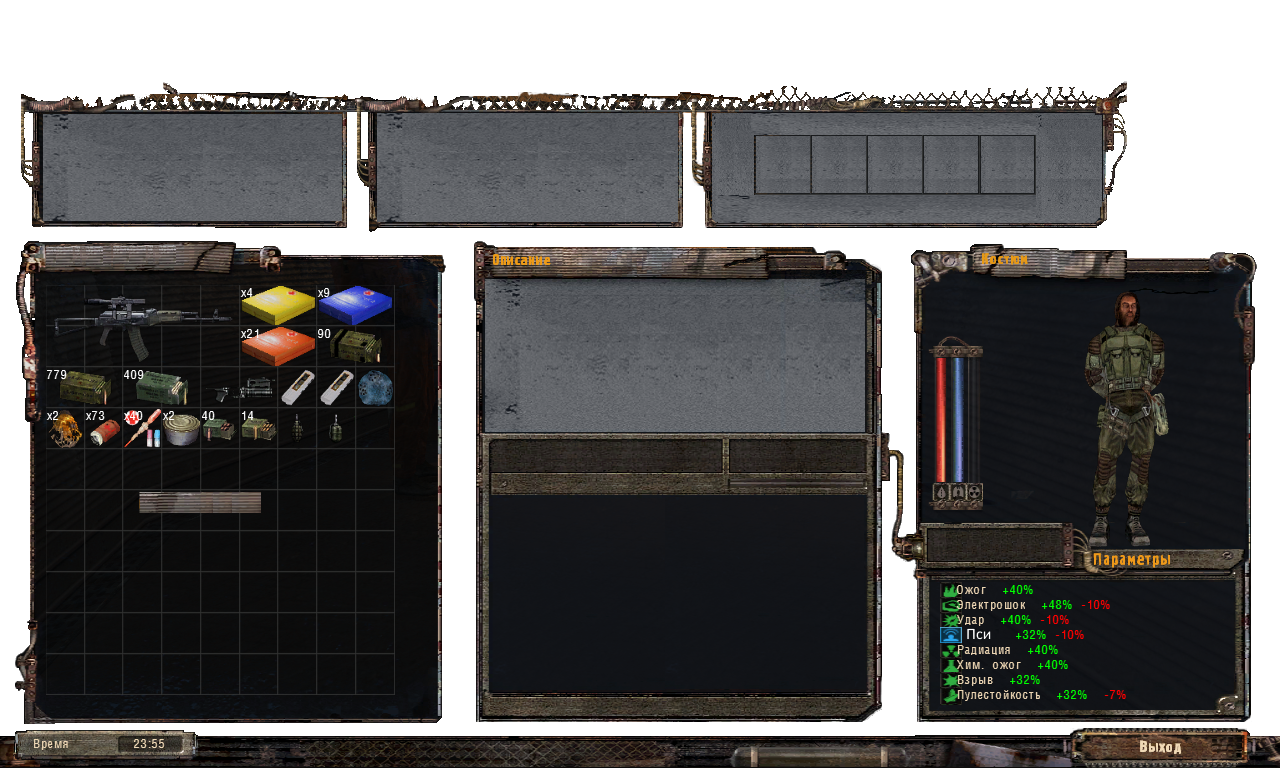 Описание
Костюм
x4
x9
x21
90
779
409
x2
x73
x40
x2
40
14
Параметры
Ожог +40%
Электрошок +48% -10%
Удар +40% -10%
Пси +32% -10%
Радиация +40%
Хим. ожог +40%
Взрыв +32%
Пулестойкость +32% -7%
Время 23:55
Выход